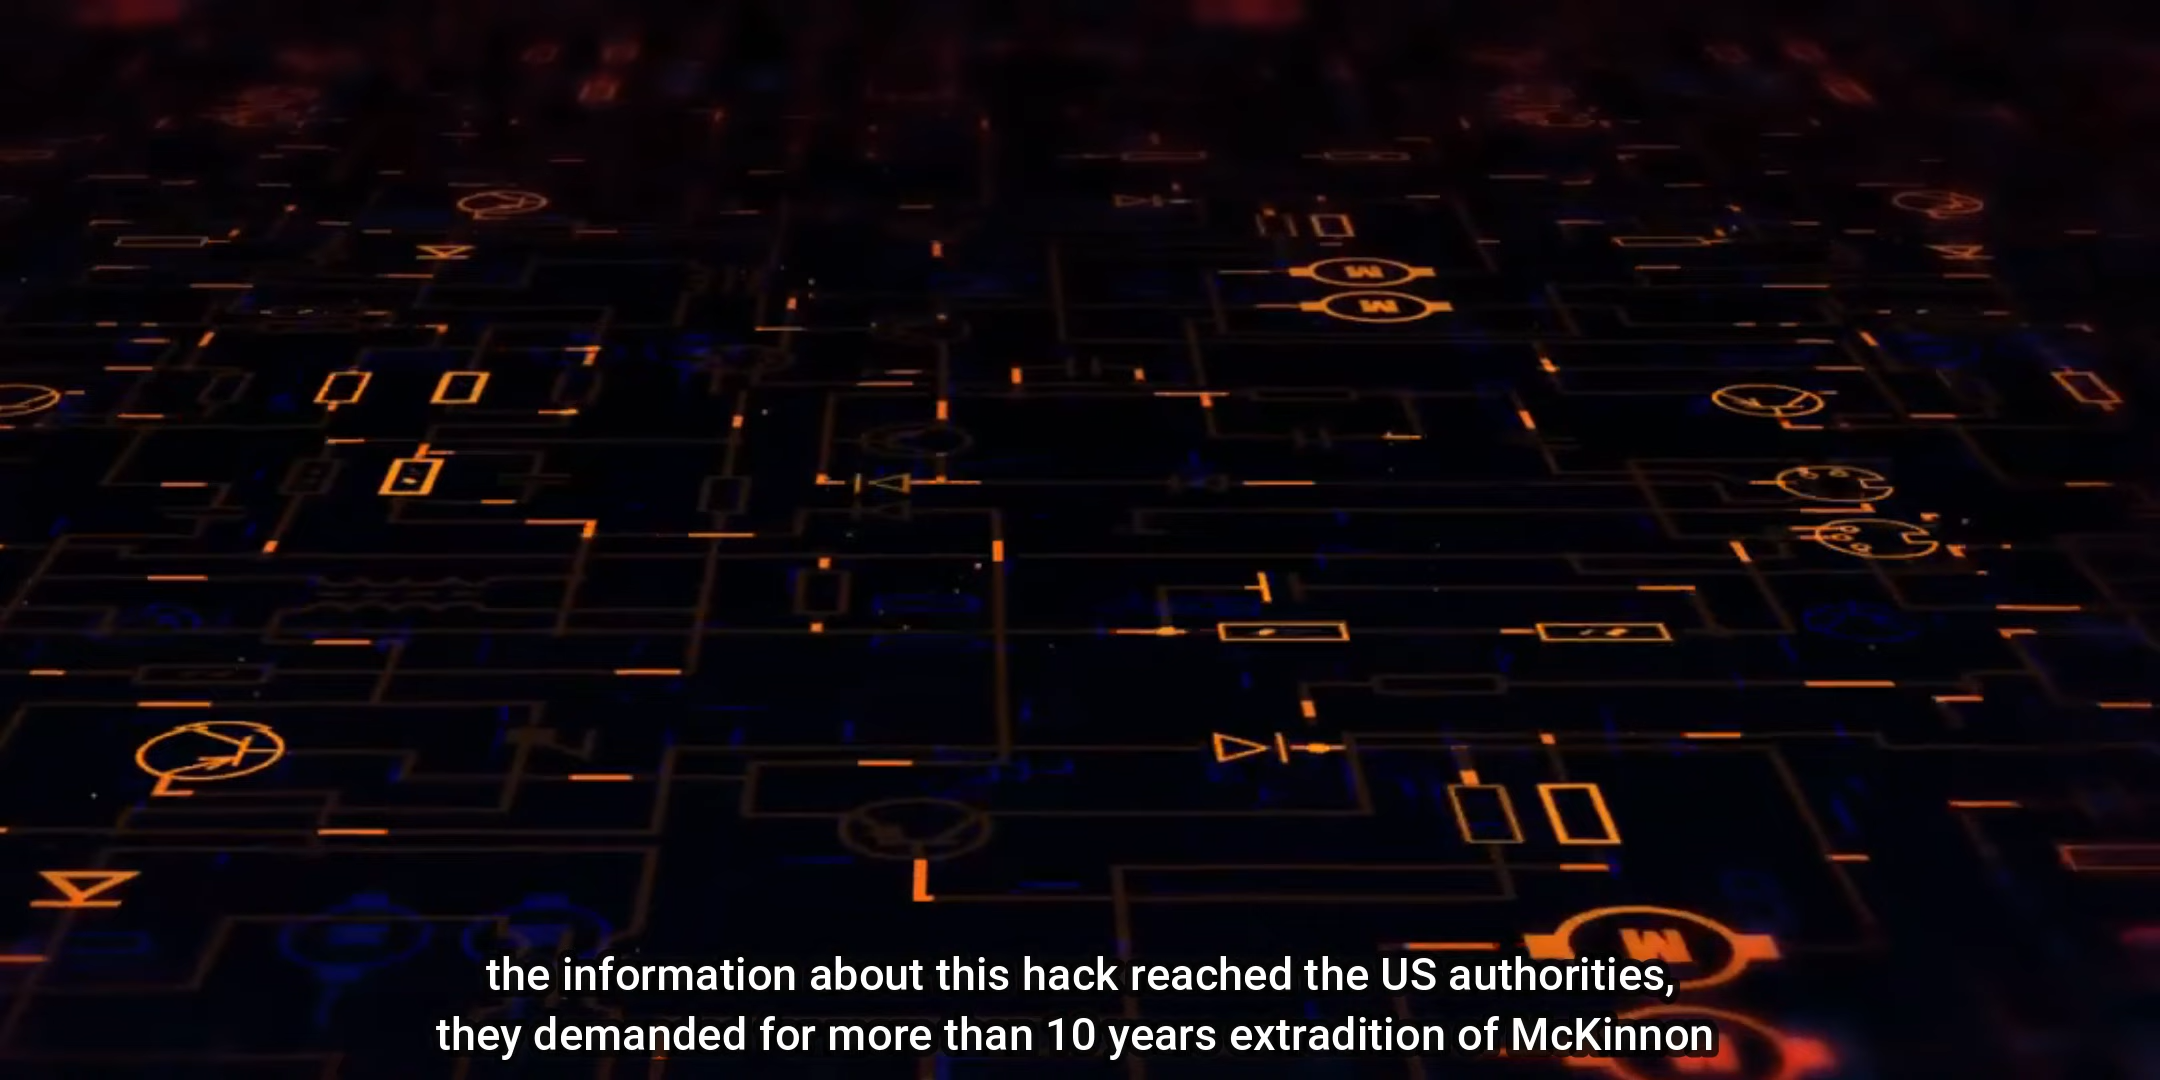 M
M
M
the information about this hack reached the US authorities,
they demanded for more than 10 years extradition of McKinnon